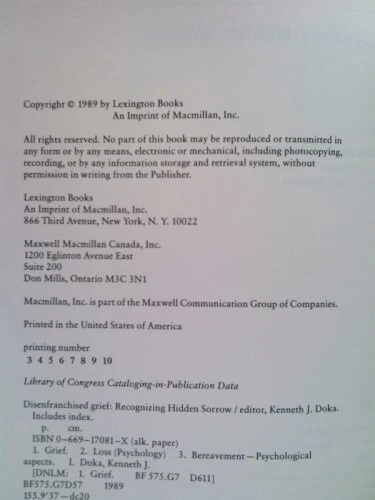 Copyright © 1989 by Lexington Books
An Imprint of Macmillan, Inc.
All rights reserved. No part of this book may be reproduced or transmitted in
any form or by any means, electronic or mechanical, including photocopying,
recording, or by any information storage and retrieval system, without
permission in writing from the Publisher.
Lexington Books
An Imprint of Macmillan, Inc.
866 Third Avenue, New York, N. Y. 10022
Maxwell Macmillan Canada, Inc.
1200 Eglinton Avenue East
Suite 200
Don Mills, Ontario M3C 3N1
Macmillan, Inc. is part of the Maxwell Communication Group of Companies.
Printed in the United States of America
printing number
3 4 5 6 7 8 9 10
Library of Congress Cataloging-in-Publication Data
Disenfranchised grief: Recognizing Hidden Sorrow / editor, Kenneth J. Doka.
Includes index.
p. cm.
ISBN 0-669-17081-X (alk. paper)
1. Grief. 2. Loss (Psychology) 3. Bereavement—Psychological
aspects. I. Doka, Kenneth J.
[DNLM: 1. Grief. BF 575.G7 D611]
BF575.G7D57 1989
155.9'37—dc20